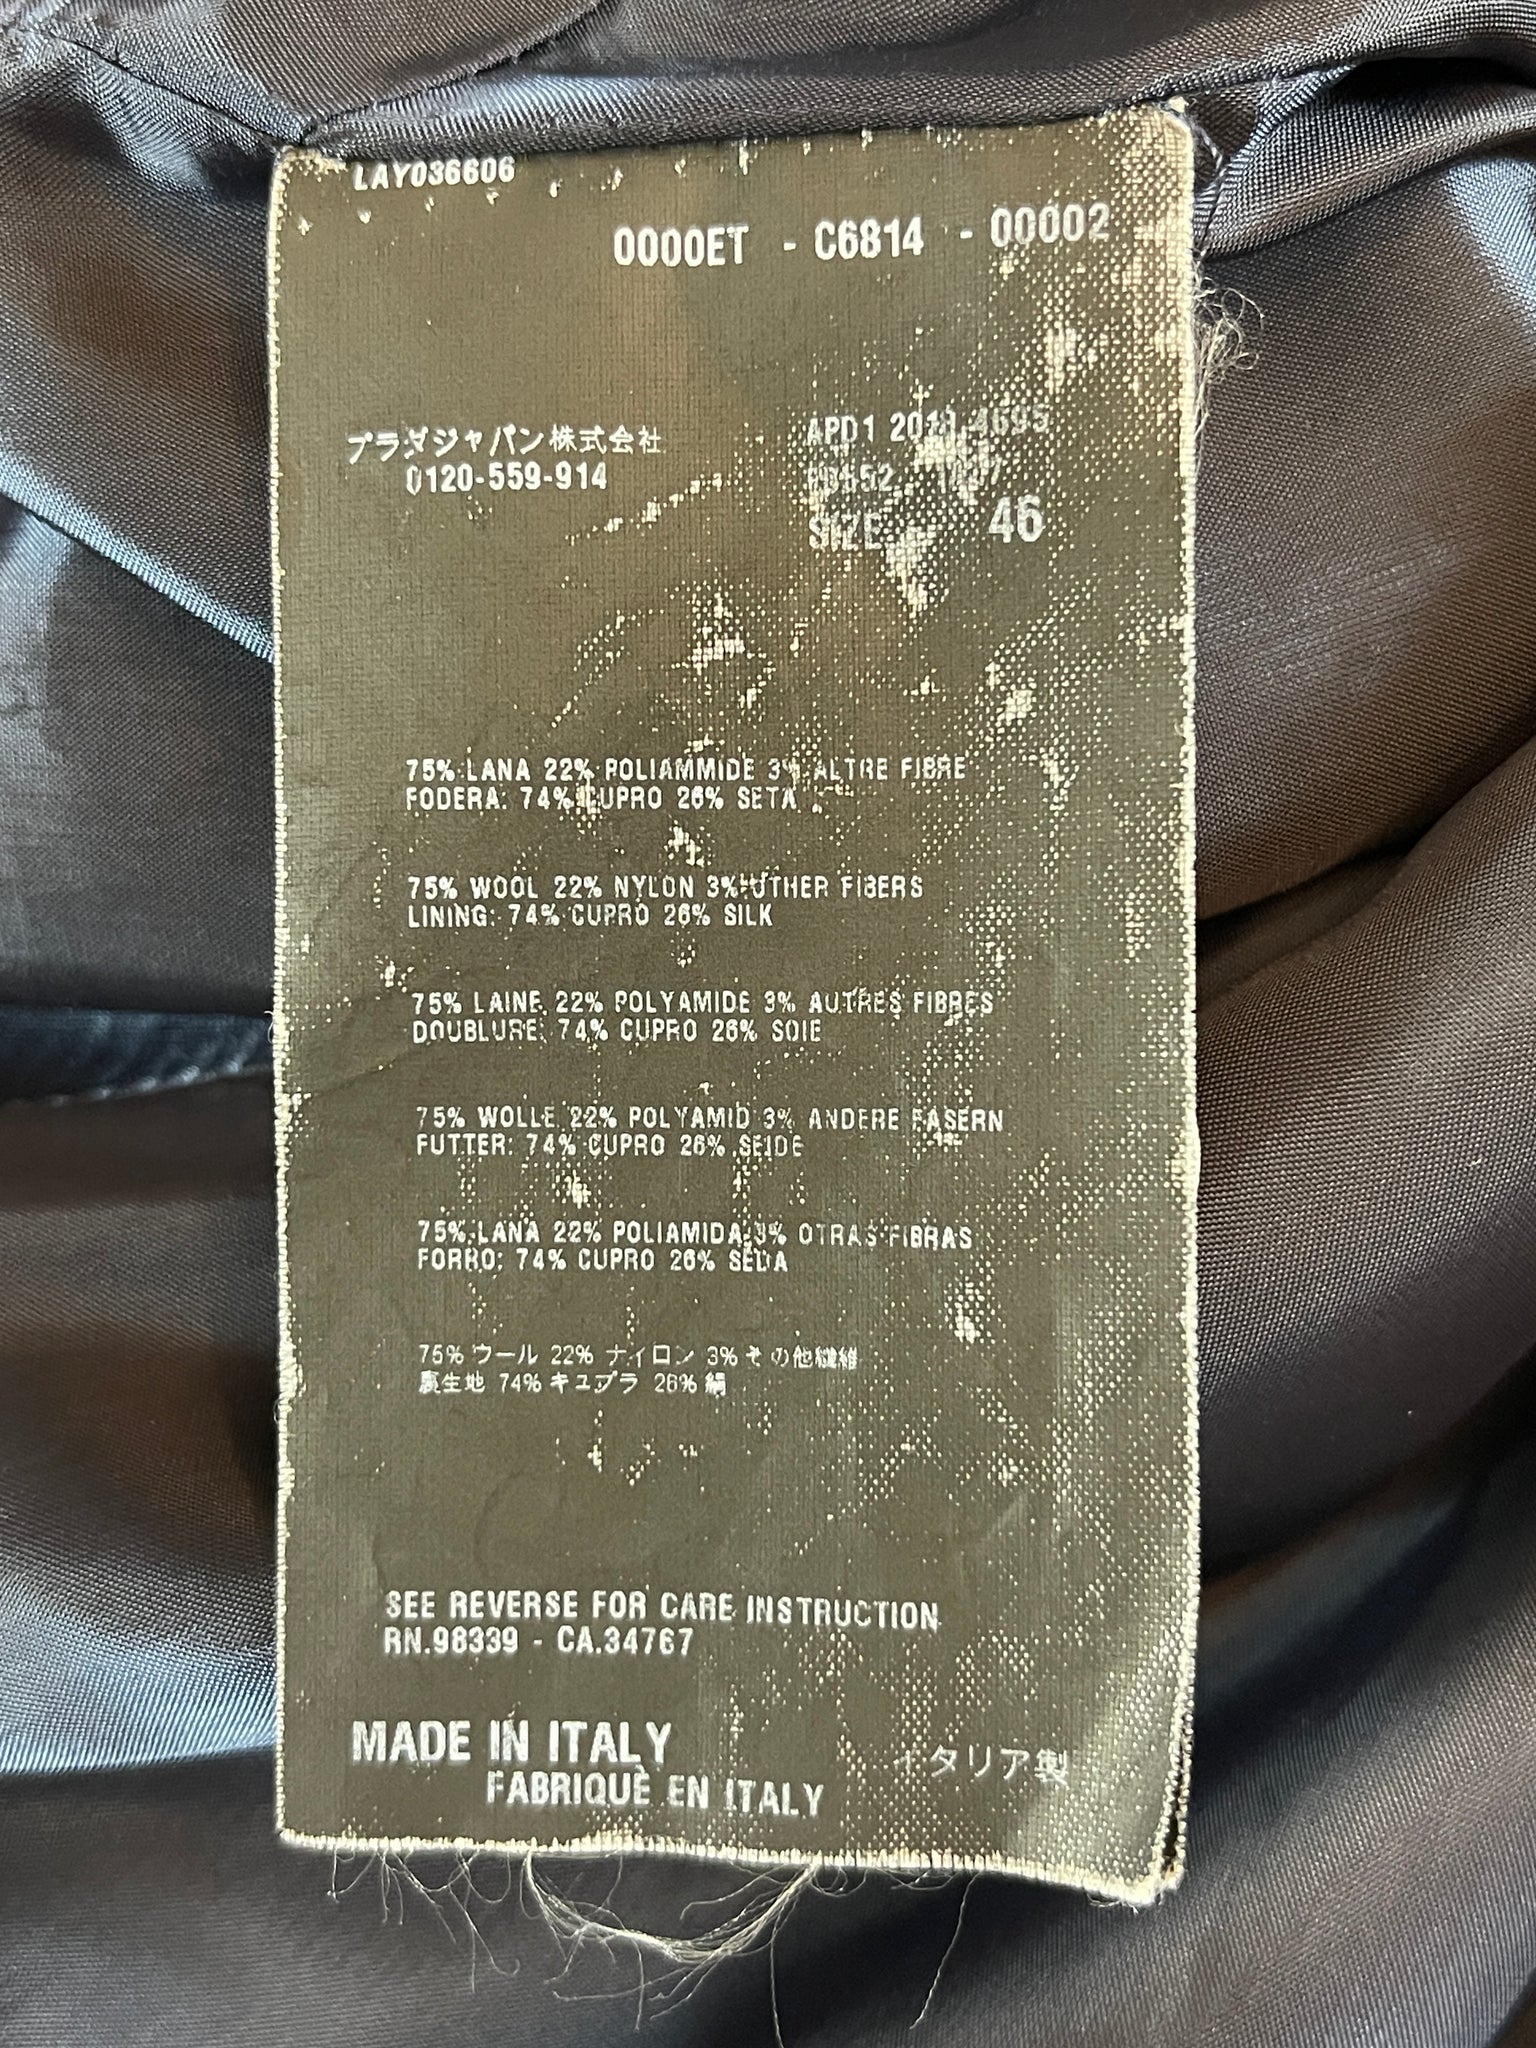 LAY036606
0000ET - C6814 - 00002
プラダジャパン株式会社
0120-559-914
APD1
SIZE 46
75% LANA 22% POLIAMMIDE 3% ALTRE FIBRE
FODERA: 74% CUPRO 26% SETA
75% WOOL 22% NYLON 3% OTHER FIBERS
LINING: 74% CUPRO 26% SILK
75% LAINE 22% POLYAMIDE 3% AUTRES FIBRES
DOUBLURE: 74% CUPRO 26% SOIE
75% WOLLE 22% POLYAMID 3% ANDERE FASERN
FUTTER: 74% CUPRO 26% SEIDE
75% LANA 22% POLIAMIDA 3% OTRAS FIBRAS
FORRO: 74% CUPRO 26% SEDA
75% ウール 22% ナイロン 3% その他繊維
裏生地 74% キュプラ 26% 絹
SEE REVERSE FOR CARE INSTRUCTION
RN.98339 - CA.34767
MADE IN ITALY
FABRIQUÉ EN ITALY
イタリア製